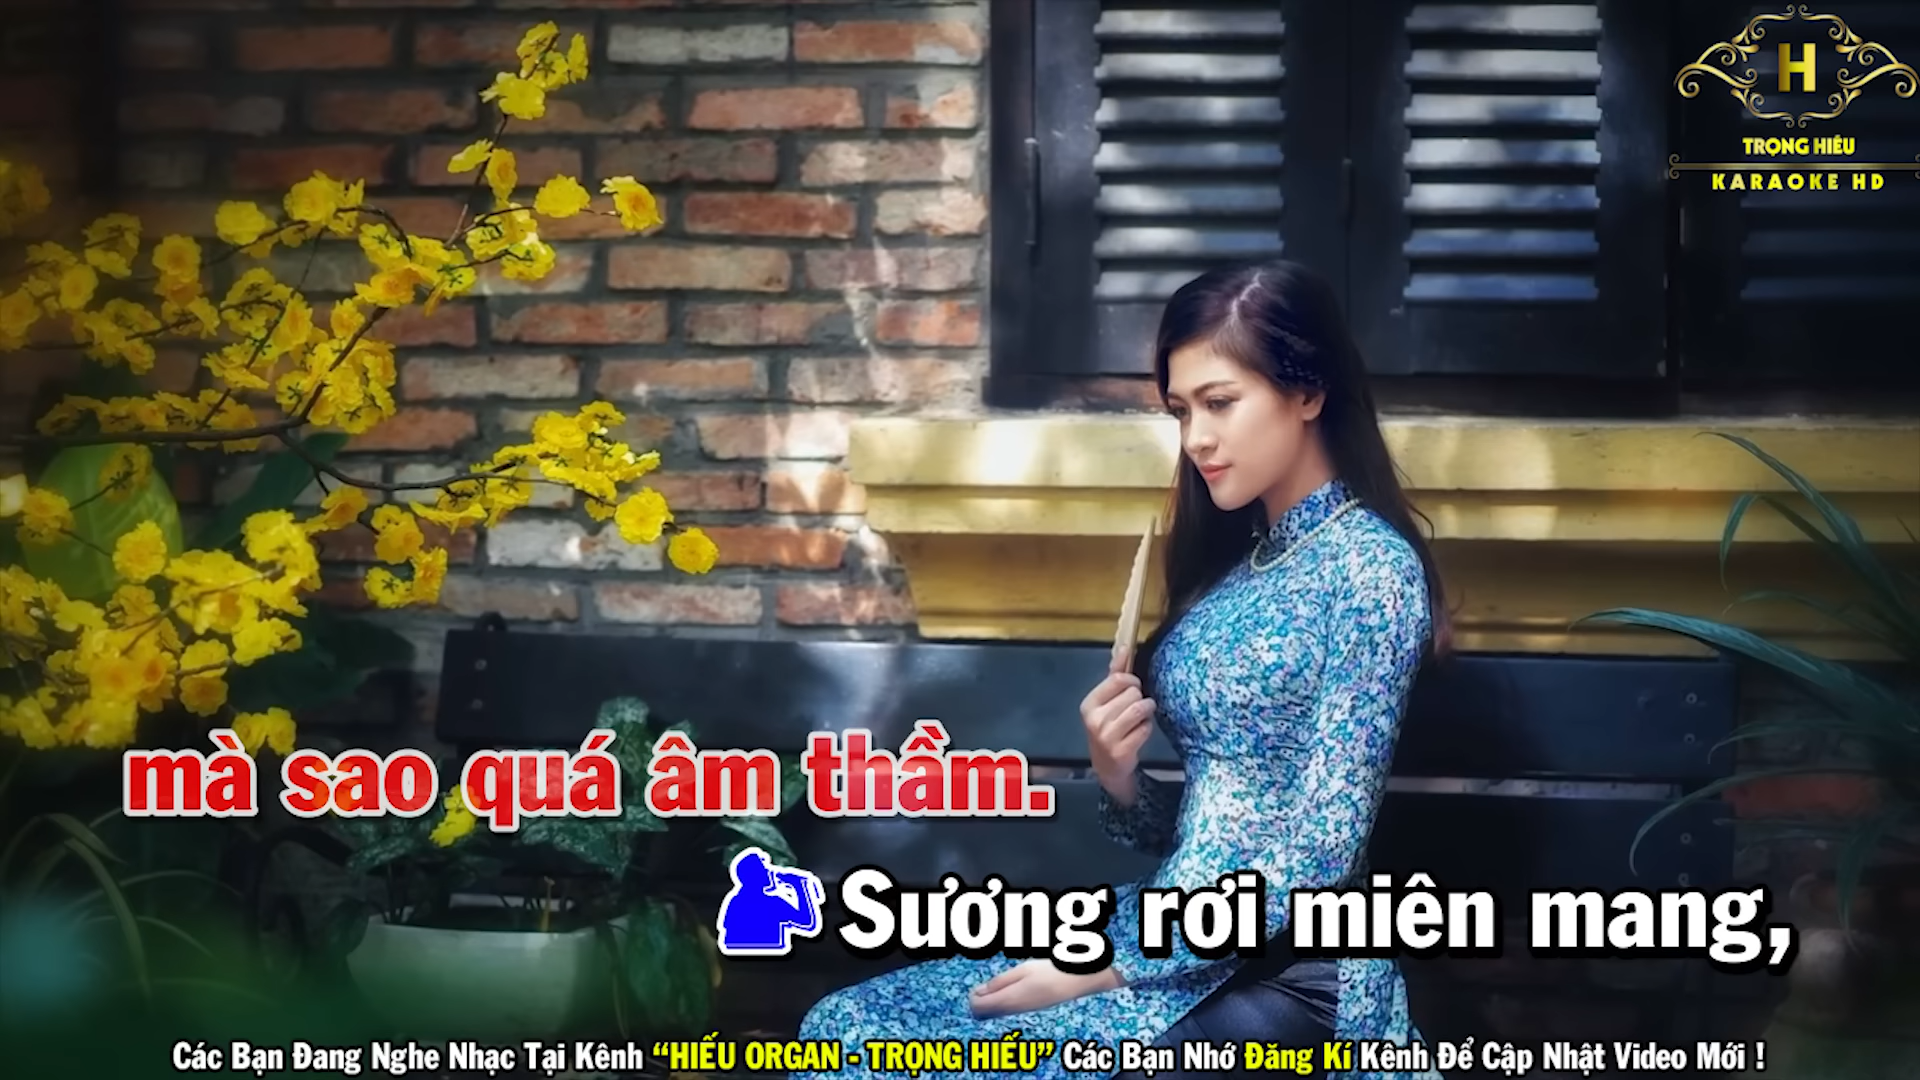 H
TRỌNG HIẾU
KARAOKE HD
mà sao quá âm thầm.
Sương rơi miên mang,
Các Bạn Đang Nghe Nhạc Tại Kênh “HIẾU ORGAN - TRỌNG HIẾU” Các Bạn Nhớ Đăng Kí Kênh Để Cập Nhật Video Mới !